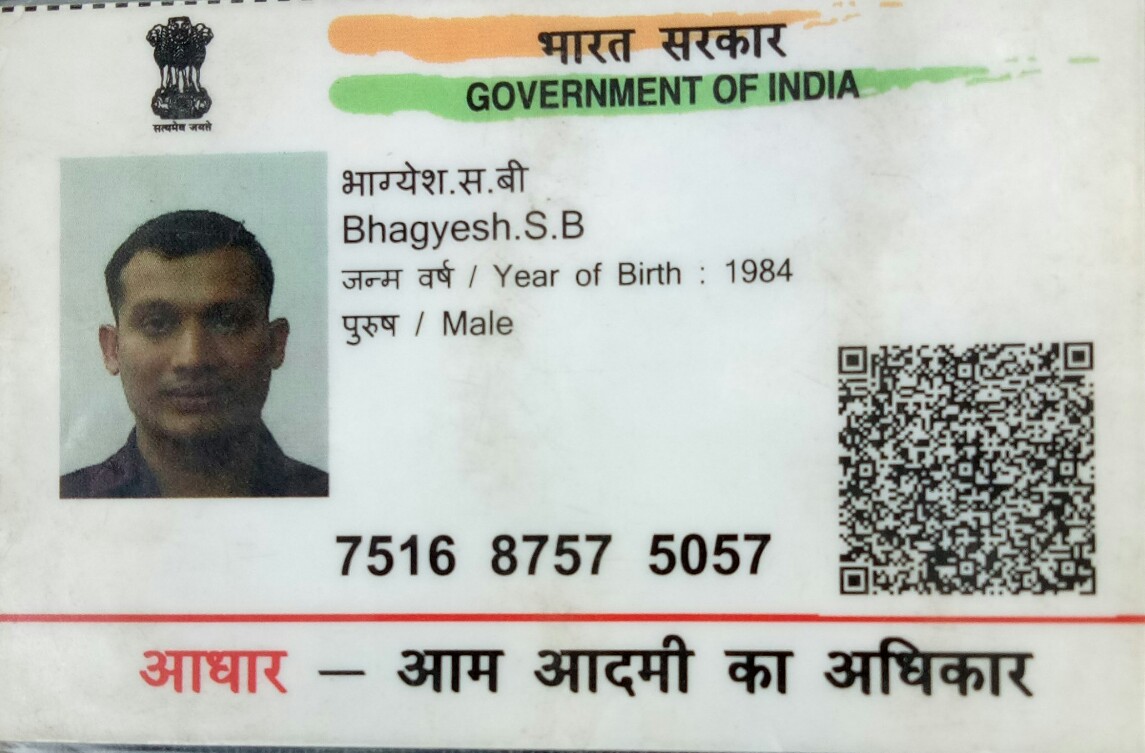 भारत सरकार
GOVERNMENT OF INDIA
सत्यमेव जयते
भाग्येश.स.बी
Bhagyesh.S.B
जन्म वर्ष / Year of Birth : 1984
पुरुष / Male
7516 8757 5057
आधार — आम आदमी का अधिकार